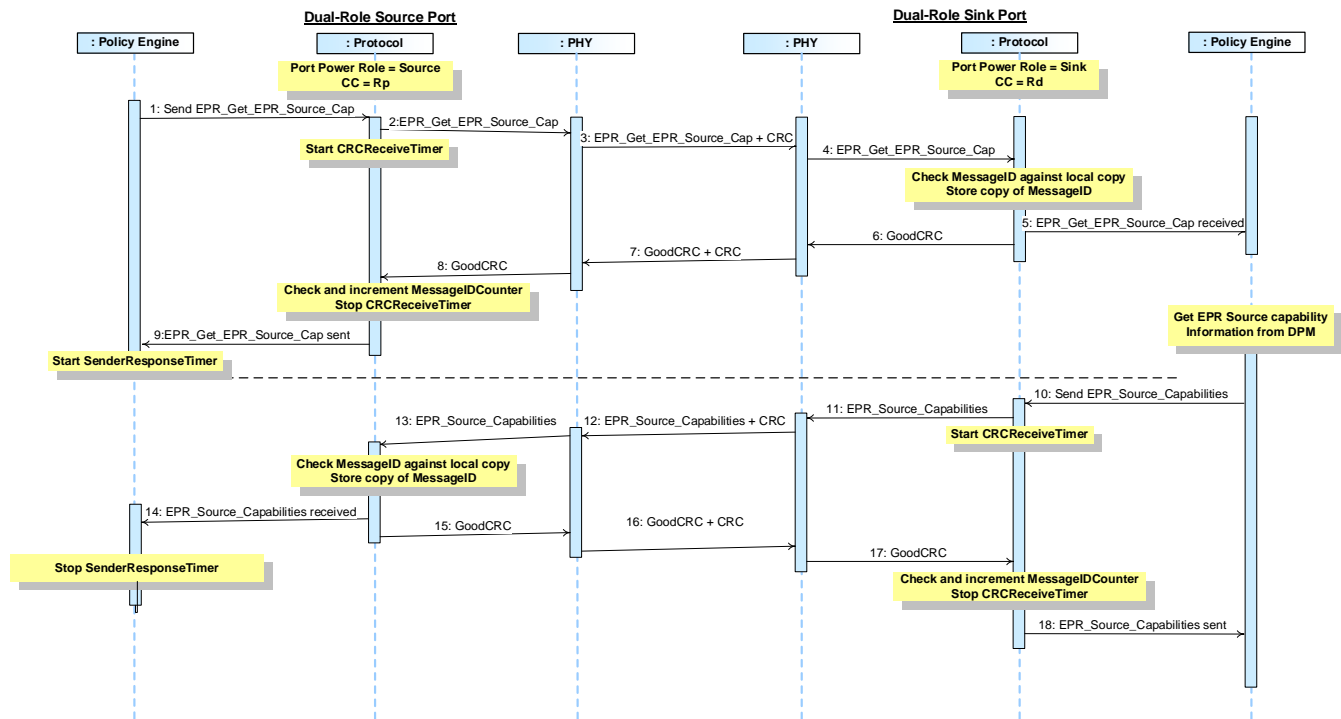 Dual-Role Source Port
Dual-Role Sink Port
: Policy Engine
: Protocol
: PHY
: PHY
: Protocol
: Policy Engine
Port Power Role = Source
CC = Rp
Port Power Role = Sink
CC = Rd
1: Send EPR_Get_EPR_Source_Cap
2:EPR_Get_EPR_Source_Cap
Start CRCReceiveTimer
3: EPR_Get_EPR_Source_Cap + CRC
4: EPR_Get_EPR_Source_Cap
Check MessageID against local copy
Store copy of MessageID
5: EPR_Get_EPR_Source_Cap received
6: GoodCRC
7: GoodCRC + CRC
8: GoodCRC
Check and increment MessageIDCounter
Stop CRCReceiveTimer
9:EPR_Get_EPR_Source_Cap sent
Start SenderResponseTimer
Get EPR Source capability
Information from DPM
10: Send EPR_Source_Capabilities
11: EPR_Source_Capabilities
Start CRCReceiveTimer
12: EPR_Source_Capabilities + CRC
13: EPR_Source_Capabilities
Check MessageID against local copy
Store copy of MessageID
14: EPR_Source_Capabilities received
15: GoodCRC
16: GoodCRC + CRC
17: GoodCRC
Stop SenderResponseTimer
Check and increment MessageIDCounter
Stop CRCReceiveTimer
18: EPR_Source_Capabilities sent